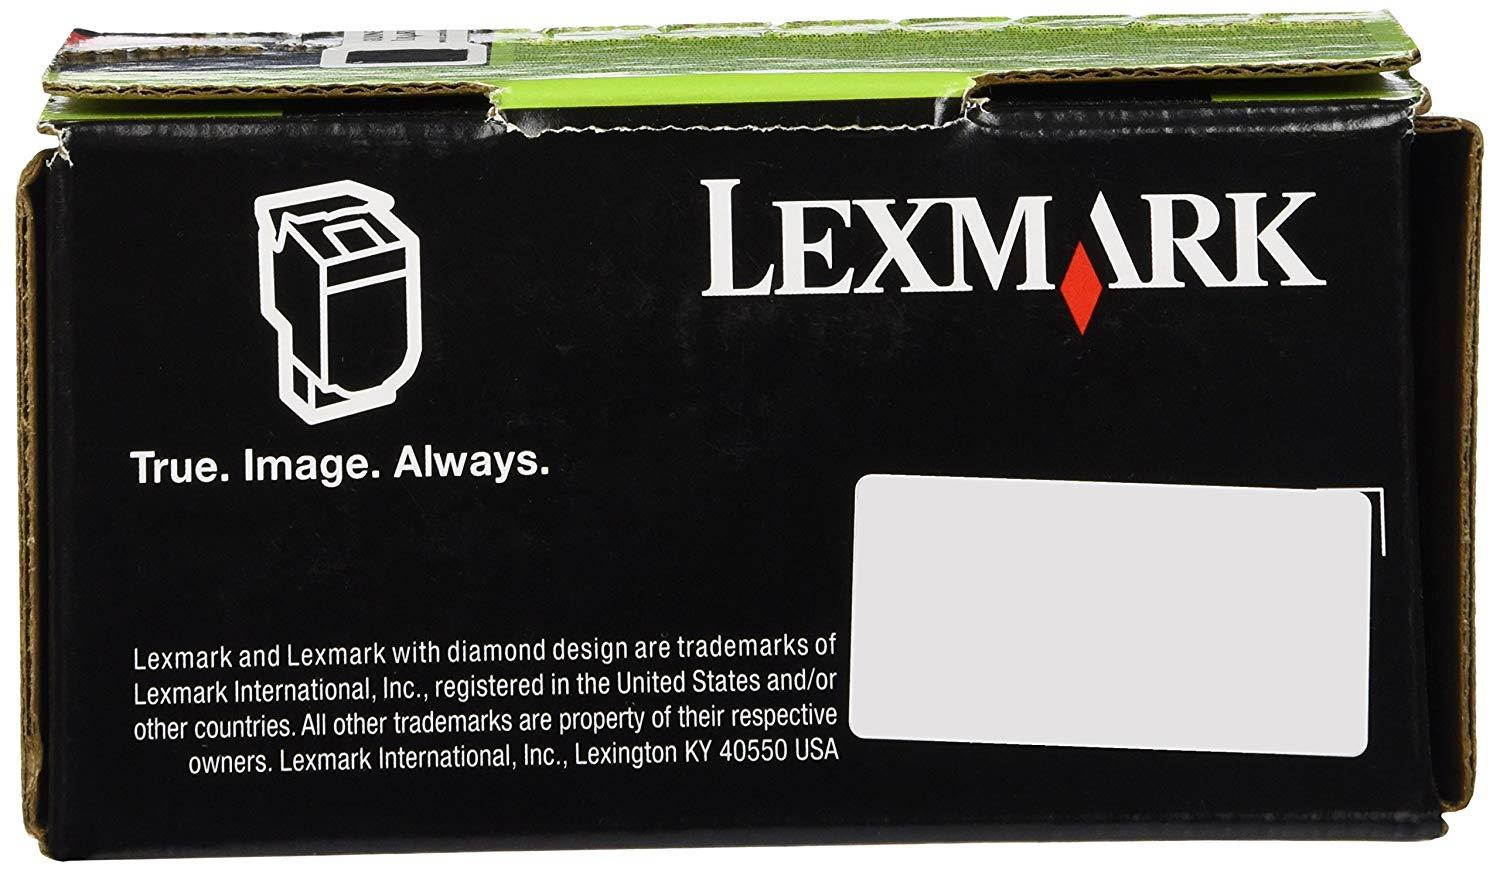 LEXMARK
True. Image. Always.
Lexmark and Lexmark with diamond design are trademarks of
Lexmark International, Inc., registered in the United States and/or
other countries. All other trademarks are property of their respective
owners. Lexmark International, Inc., Lexington KY 40550 USA